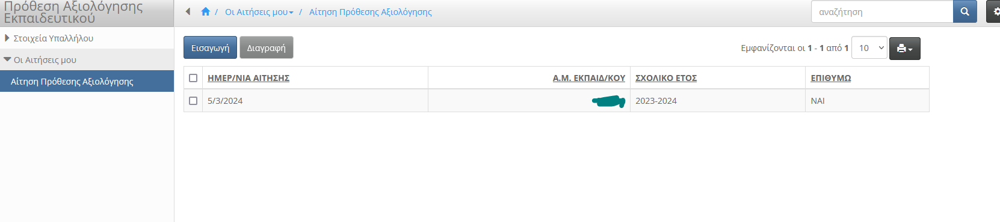 Πρόθεση Αξιολόγησης
Εκπαιδευτικού
/ Οι Αιτήσεις μου / Αίτηση Πρόθεσης Αξιολόγησης
αναζήτηση
Στοιχεία Υπαλλήλου
Οι Αιτήσεις μου
Αίτηση Πρόθεσης Αξιολόγησης
Εισαγωγή Διαγραφή
Εμφανίζονται οι 1 - 1 από 1 10
ΗΜΕΡ/ΝΙΑ ΑΙΤΗΣΗΣ Α.Μ. ΕΚΠΑΙΔ/ΚΟΥ ΣΧΟΛΙΚΟ ΕΤΟΣ ΕΠΙΘΥΜΩ
5/3/2024 2023-2024 ΝΑΙ